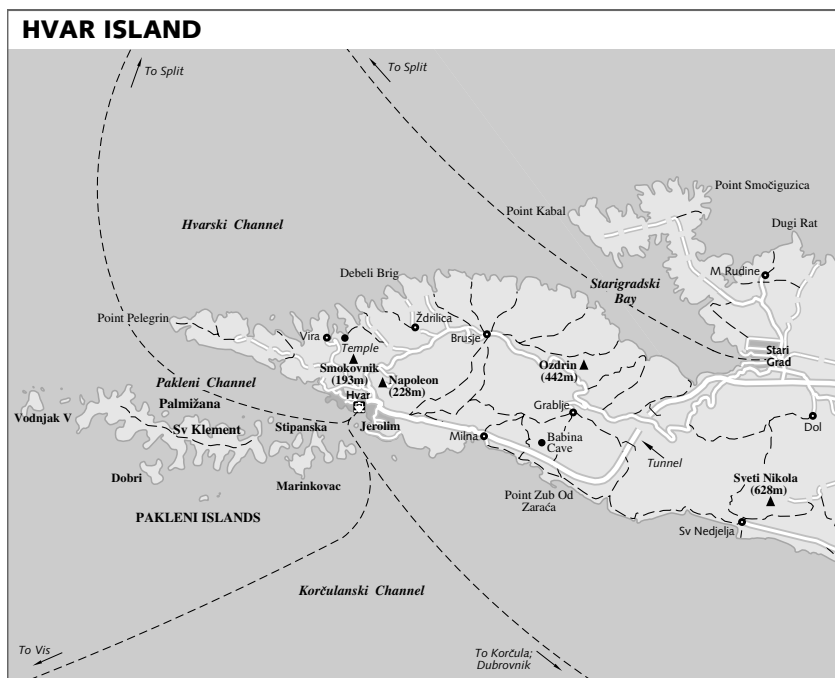 HVAR ISLAND
To Split
To Split
Point Smočiguzica
Point Kabal
Dugi Rat
Hvarski Channel
Debeli Brig
M Rudine
Starigradski
Bay
Point Pelegrin
Ždrilica
Vira
Temple
Brusje
Stari
Grad
Smokovnik
(193m)
Ozdrin
(442m)
Pakleni Channel
Napoleon
(228m)
Hvar
Palmižana
Vodnjak V
Grablje
Sv Klement
Stipanska
Jerolim
Milna
Babina
Cave
Dol
Tunnel
Dobri
Marinkovac
Sveti Nikola
(628m)
Point Zub Od
Zaraća
PAKLENI ISLANDS
Sv Nedjelja
Korčulanski Channel
To Vis
To Korčula;
Dubrovnik